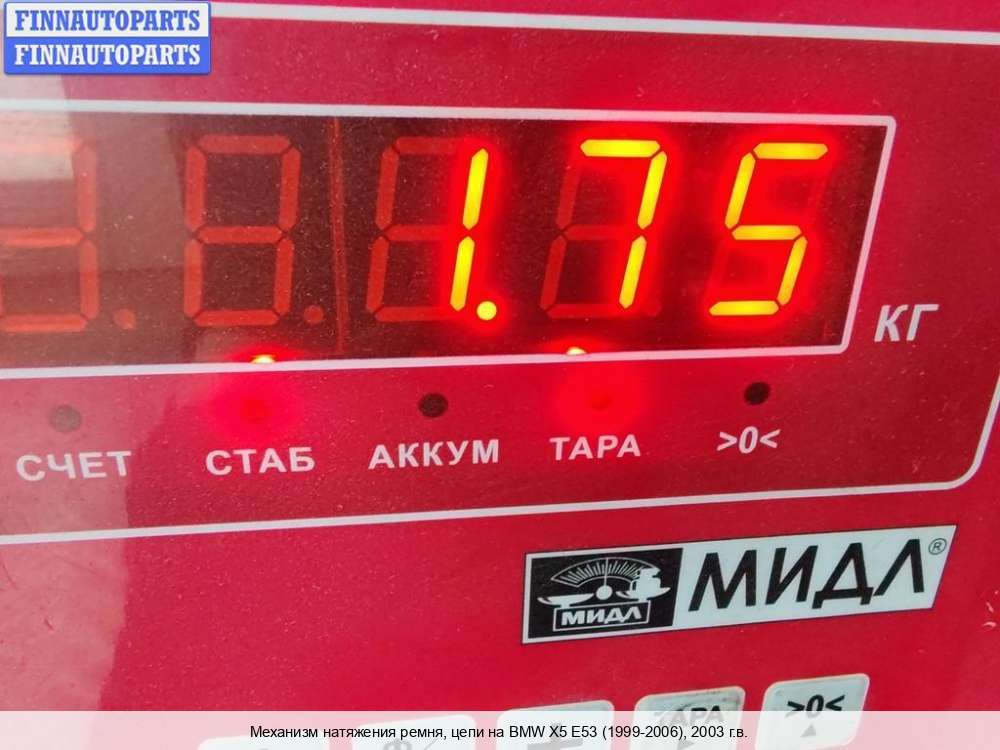 FINNAUTOPARTS
FINNAUTOPARTS
1.75
КГ
СЧЕТ СТАБ АККУМ ТАРА >0<
МИДЛ МИДЛ®
ТАРА >0<
Механизм натяжения ремня, цепи на BMW X5 E53 (1999-2006), 2003 г.в.